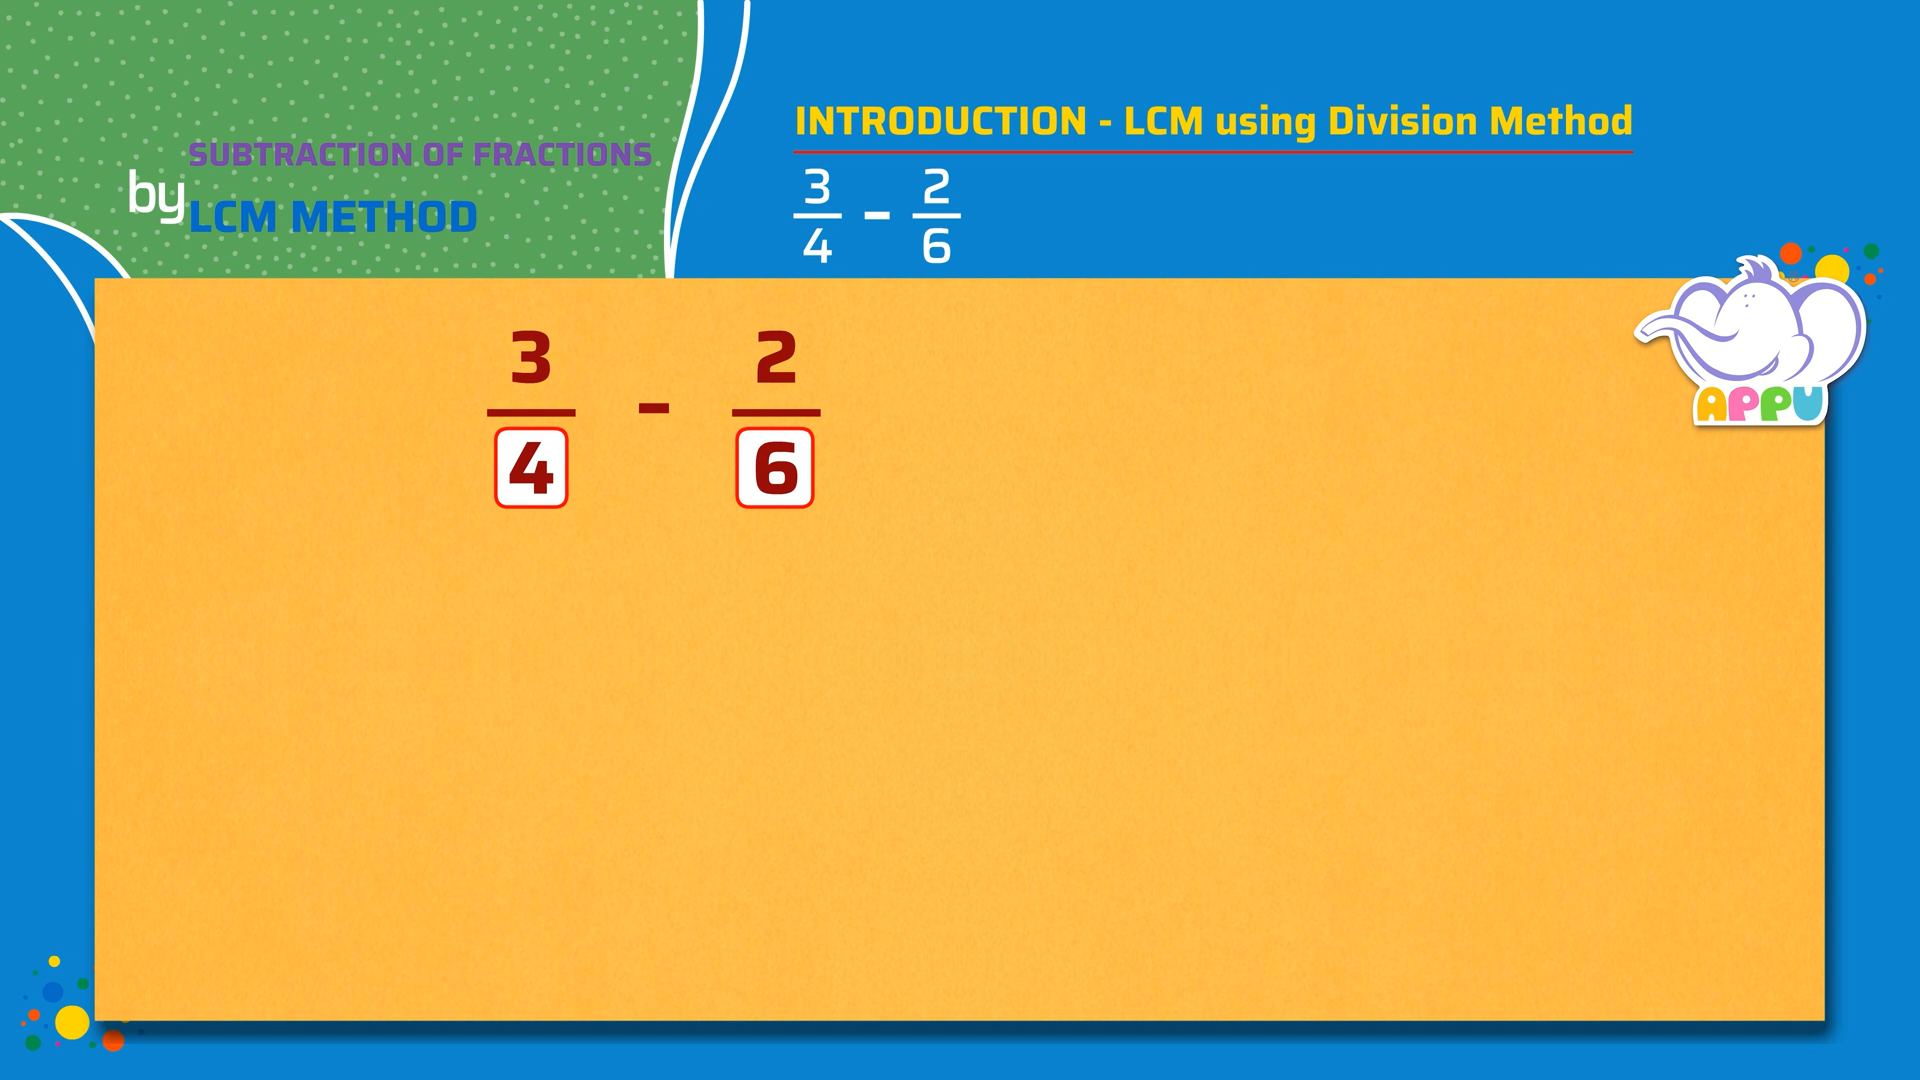 SUBTRACTION OF FRACTIONS
by LCM METHOD
INTRODUCTION - LCM using Division Method
3/4 - 2/6
3/4 - 2/6
APPU